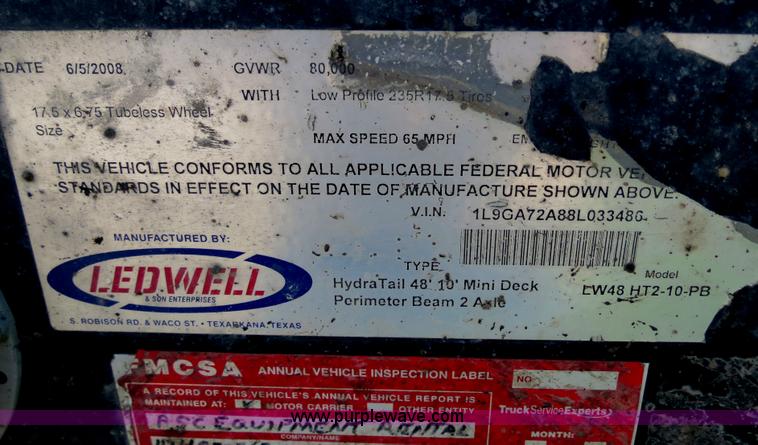 DATE 6/5/2008 GVWR 80,000
WITH Low Profile 235R17.5 Tires
17.5 x 6.75 Tubeless Wheel
Size
MAX SPEED 65 MPH
THIS VEHICLE CONFORMS TO ALL APPLICABLE FEDERAL MOTOR
STANDARDS IN EFFECT ON THE DATE OF MANUFACTURE SHOWN ABOVE.
V.I.N. 1L9GA72A88L033486
MANUFACTURED BY:
LEDWELL
& SON ENTERPRISES
S. ROBISON RD. & WACO ST. • TEXARKANA, TEXAS
TYPE
HydraTail 48' 10' Mini Deck
Perimeter Beam 2 Axle
Model
LW48 HT2-10-PB
FMCSA ANNUAL VEHICLE INSPECTION LABEL
NO
A RECORD OF THIS VEHICLE'S ANNUAL VEHICLE REPORT IS
MAINTAINED AT: MOTOR CARRIER OTHER ENTITY
TruckServiceExperts
RENTAL
www.purplewave.com
COMPANY/NAME
MONTH: